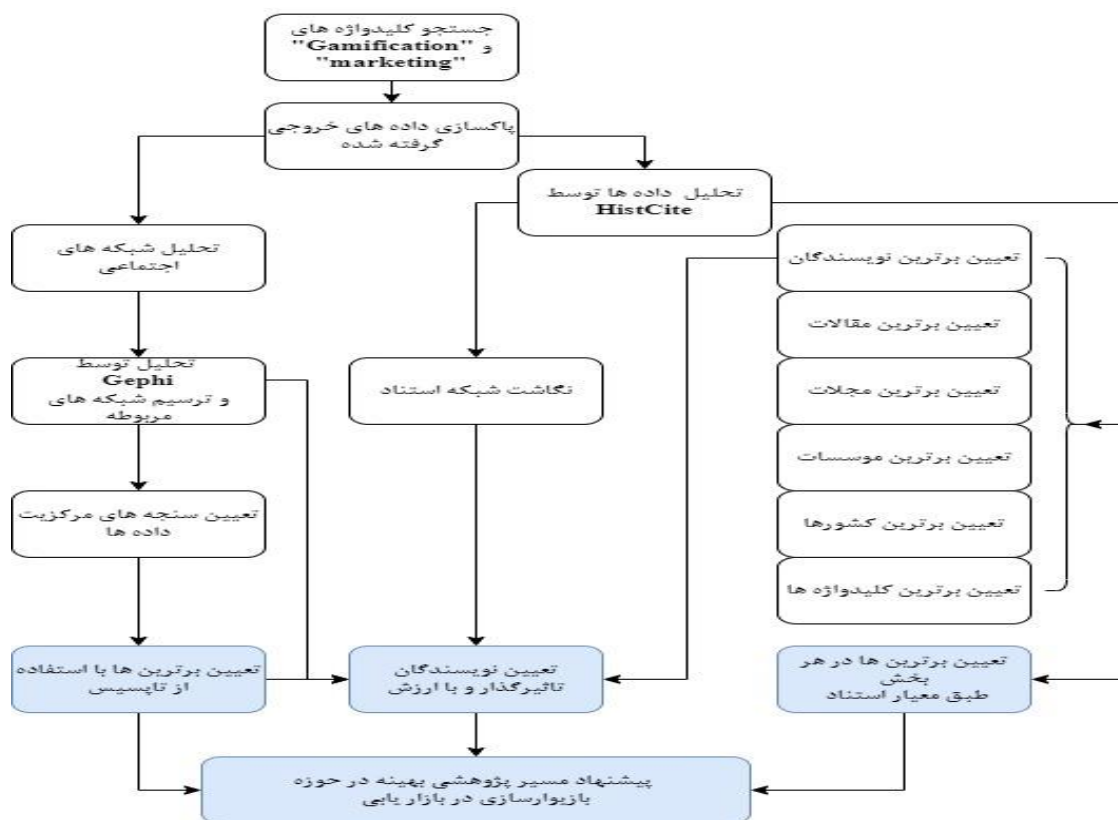 جستجو کلیدواژه های
"Gamification" و
"marketing"
پاکسازی داده های خروجی
گرفته شده
تحلیل داده ها توسط
HistCite
تحلیل شبکه های
اجتماعی
تعیین برترین نویسندگان
تعیین برترین مقالات
تحلیل توسط
Gephi
و ترسیم شبکه های
مربوطه
نگاشت شبکه استناد
تعیین برترین مجلات
تعیین برترین موسسات
تعیین سنجه های مرکزیت
داده ها
تعیین برترین کشورها
تعیین برترین کلیدواژه ها
تعیین برترین ها با استفاده
از تاپسیس
تعیین نویسندگان
تاثیرگذار و با ارزش
تعیین برترین ها در هر
بخش
طبق معیار استناد
پیشنهاد مسیر پژوهشی بهینه در حوزه
بازیوارسازی در بازار یابی